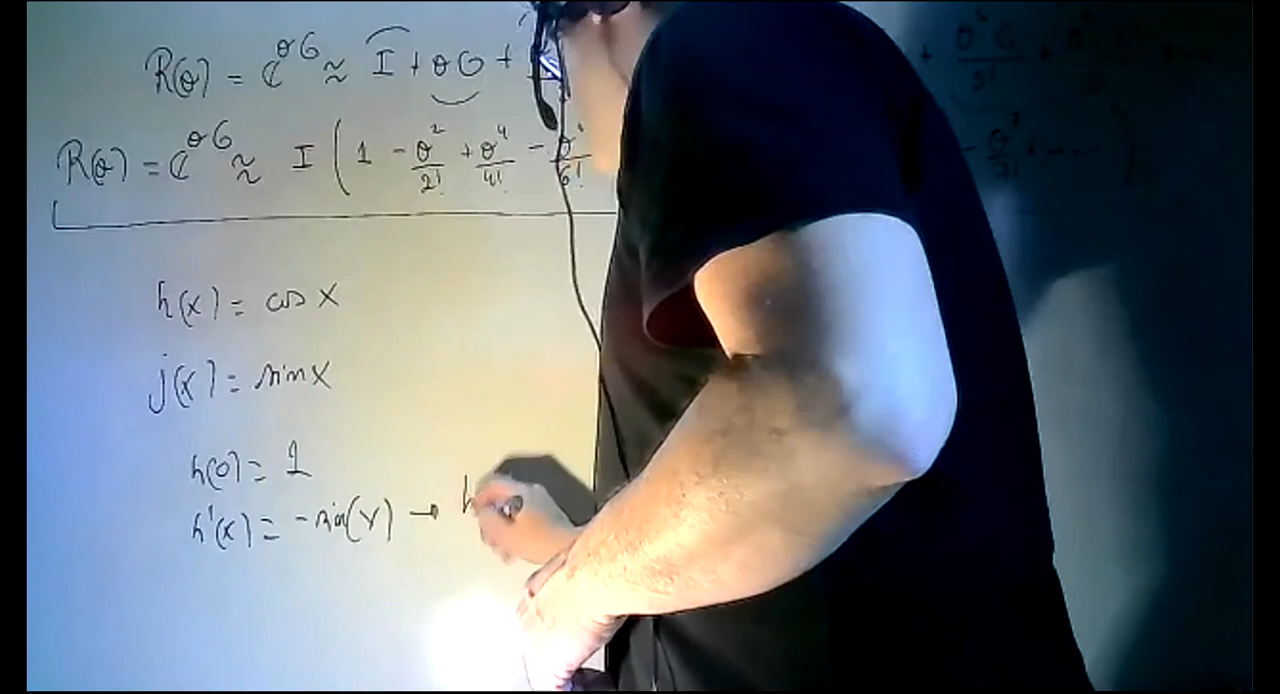 R(θ) = e^{θG} ≈ I + θG +
R(θ) = e^{θG} ≈ I ( 1 - θ²/2! + θ⁴/4! - θ⁶/6! + ..... )
h(x) = cos x
j(x) = sin x
h(0) = 1
h'(x) = -sin(x) → h